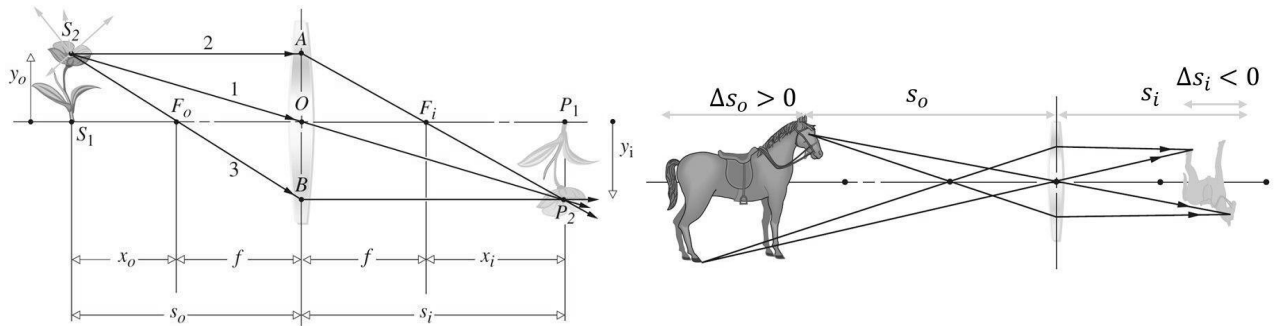 S₂
2
A
yₒ
1
O
Fₒ
Fᵢ
P₁
S₁
3
yᵢ
B
P₂
xₒ
f
f
xᵢ
sₒ
sᵢ
Δsₒ > 0
sₒ
sᵢ
Δsᵢ < 0